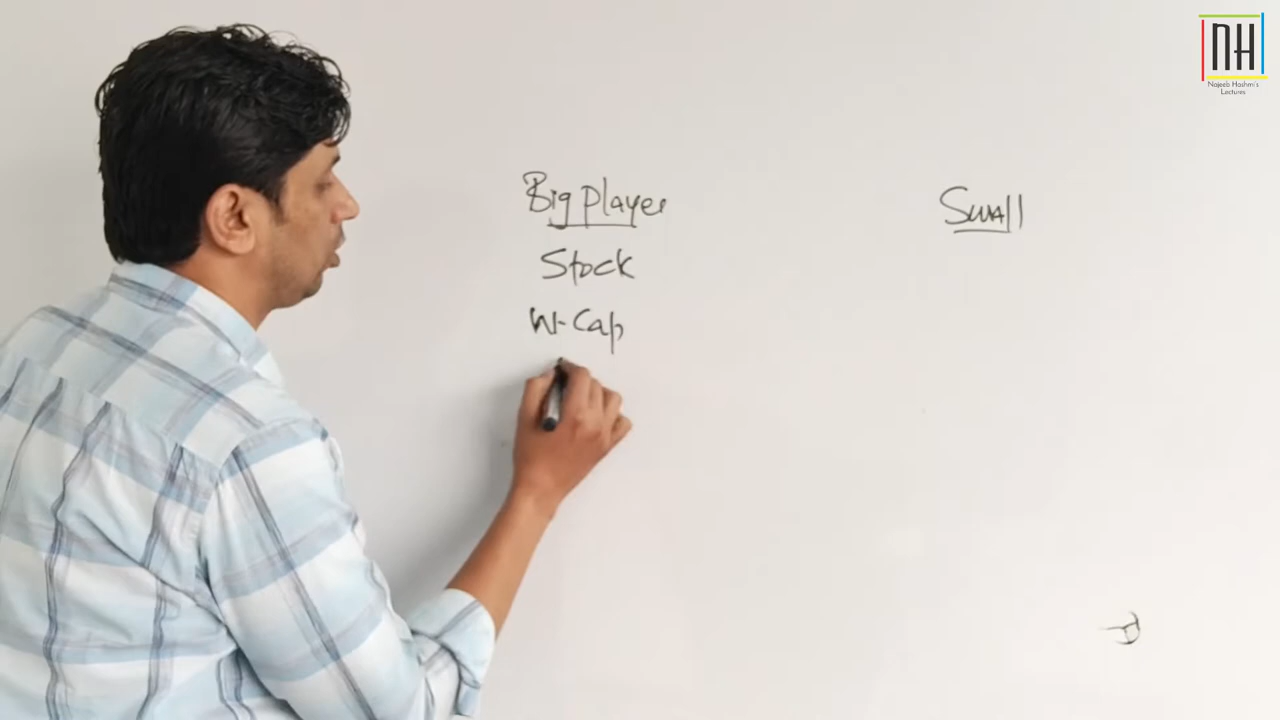 NH
Najeeb Hashmi's
Lectures
Big player
Small
Stock
W-Cap